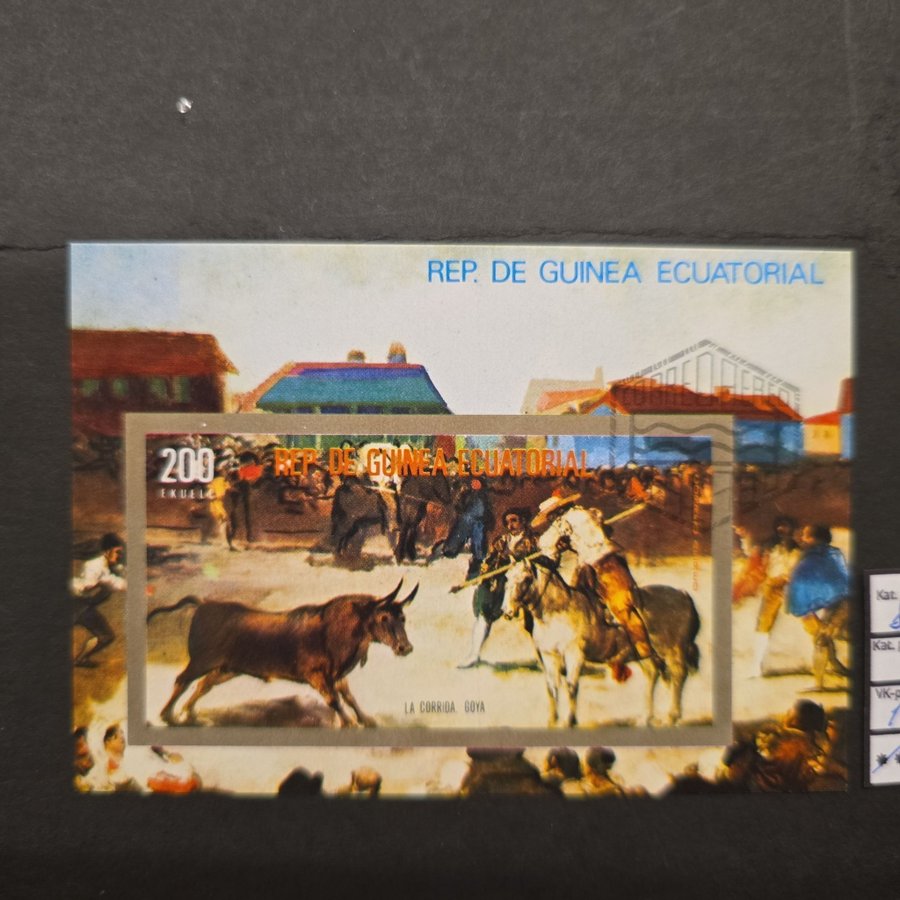 REP. DE GUINEA ECUATORIAL
200
EKUELE
REP. DE GUINEA ECUATORIAL
LA CORRIDA. GOYA
Kat.
Kat.
VK-p